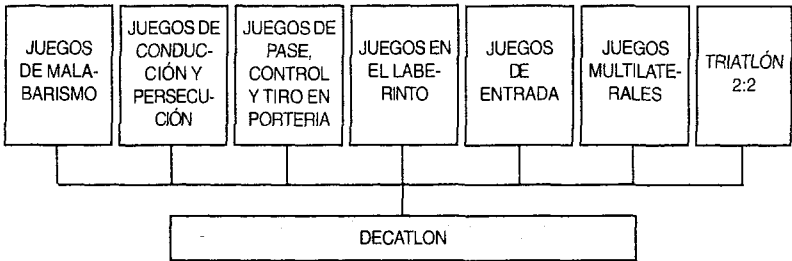 JUEGOS
DE MALA-
BARISMO
JUEGOS DE
CONDUC-
CIÓN Y
PERSECU-
CIÓN
JUEGOS DE
PASE,
CONTROL
Y TIRO EN
PORTERIA
JUEGOS EN
EL LABE-
RINTO
JUEGOS
DE
ENTRADA
JUEGOS
MULTILATE-
RALES
TRIATLÓN
2:2
DECATLON